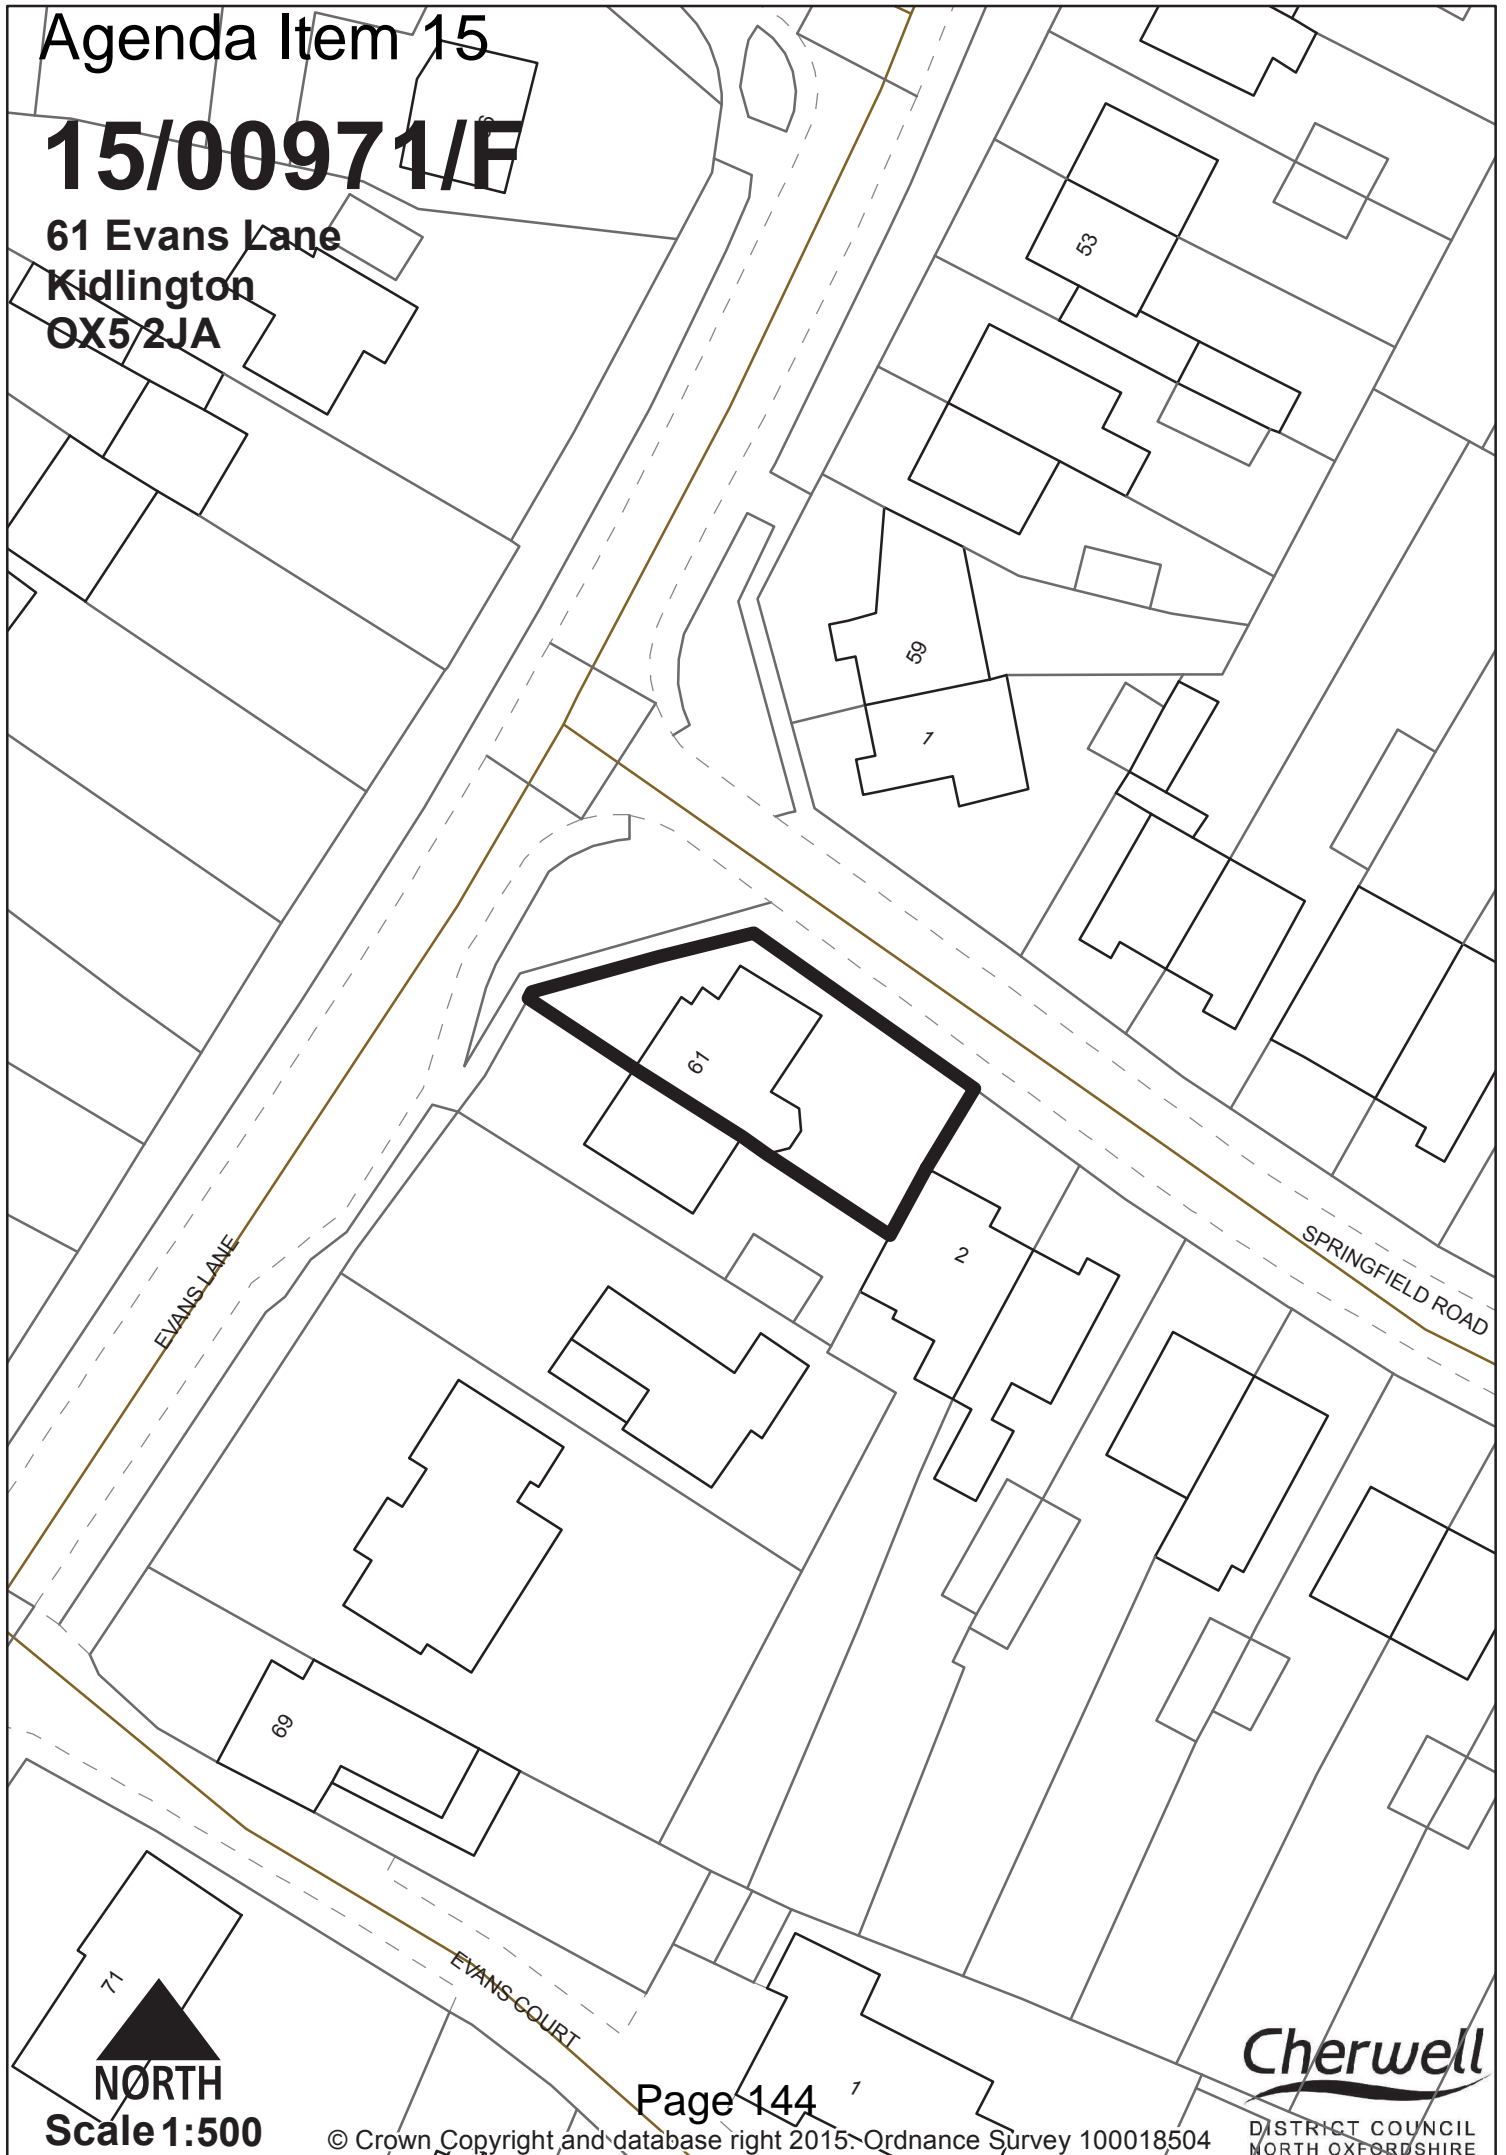 Agenda Item 15
15/00971/F
61 Evans Lane
Kidlington
OX5 2JA
53
59
1
61
2
SPRINGFIELD ROAD
EVANS LANE
69
71
EVANS COURT
1
NORTH
Scale 1:500
Page 144
© Crown Copyright and database right 2015. Ordnance Survey 100018504
Cherwell
DISTRICT COUNCIL
NORTH OXFORDSHIRE